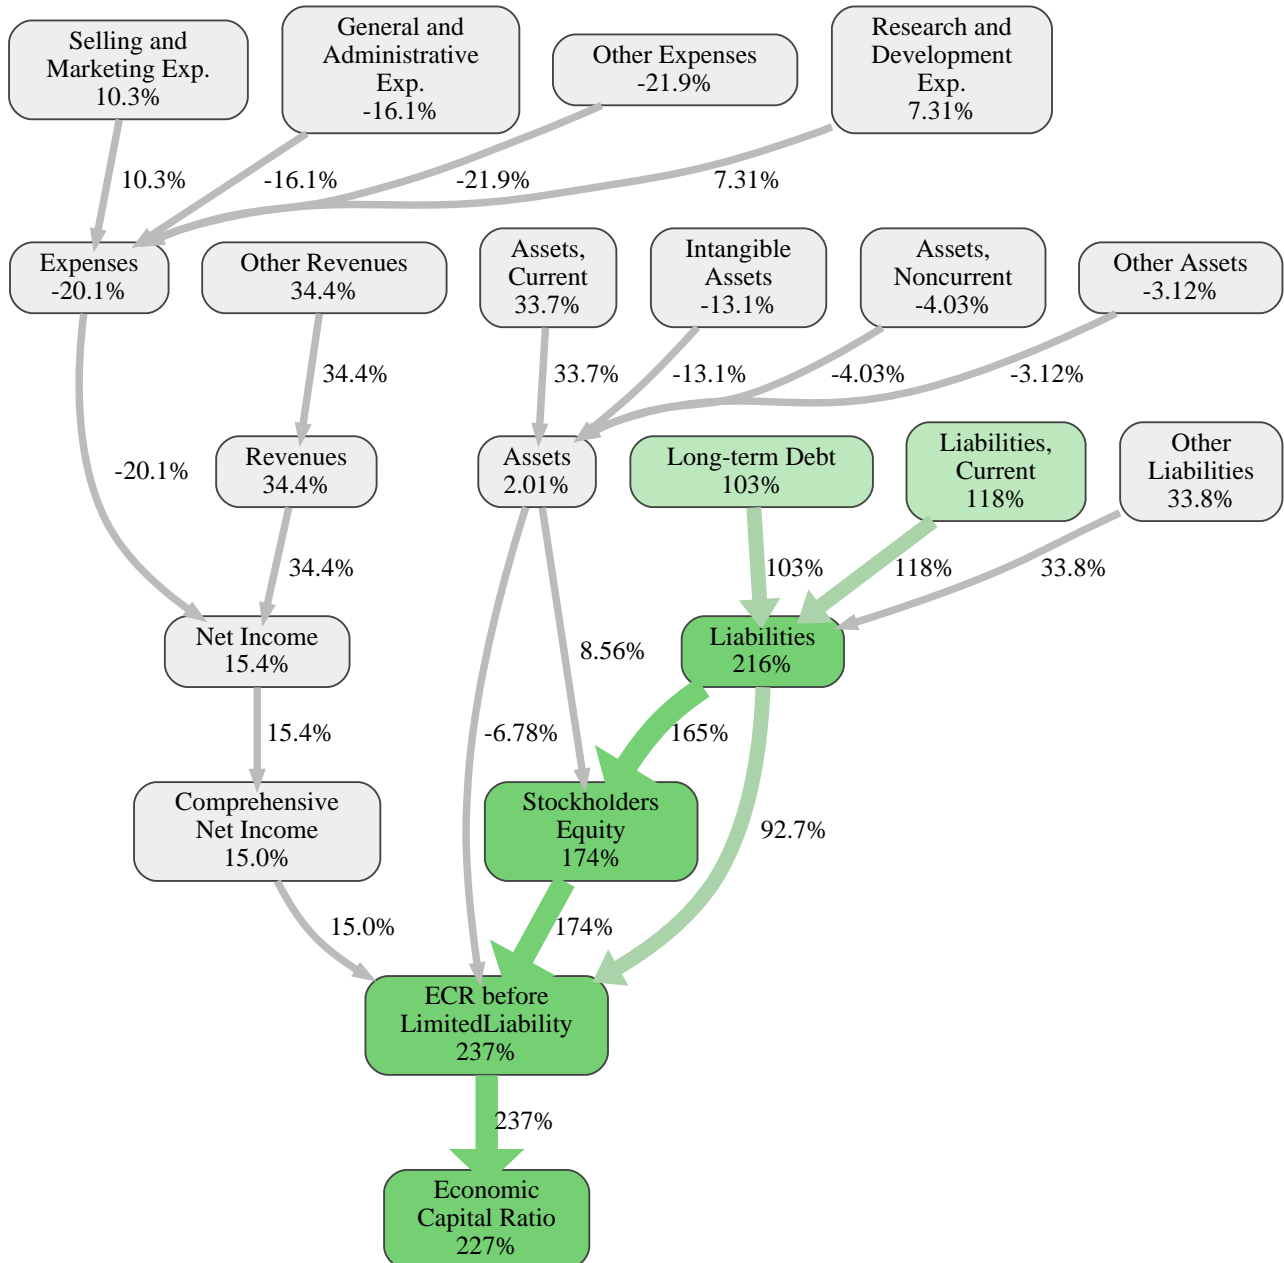 Selling and
Marketing Exp.
10.3%
General and
Administrative
Exp.
-16.1%
Other Expenses
-21.9%
Research and
Development
Exp.
7.31%
10.3%
-16.1%
-21.9%
7.31%
Expenses
-20.1%
Other Revenues
34.4%
Assets,
Current
33.7%
Intangible
Assets
-13.1%
Assets,
Noncurrent
-4.03%
Other Assets
-3.12%
34.4%
33.7%
-13.1%
-4.03%
-3.12%
-20.1%
Revenues
34.4%
Assets
2.01%
Long-term Debt
103%
Liabilities,
Current
118%
Other
Liabilities
33.8%
34.4%
103%
118%
33.8%
Net Income
15.4%
8.56%
Liabilities
216%
15.4%
-6.78%
165%
Comprehensive
Net Income
15.0%
Stockholders
Equity
174%
92.7%
15.0%
174%
ECR before
LimitedLiability
237%
237%
Economic
Capital Ratio
227%